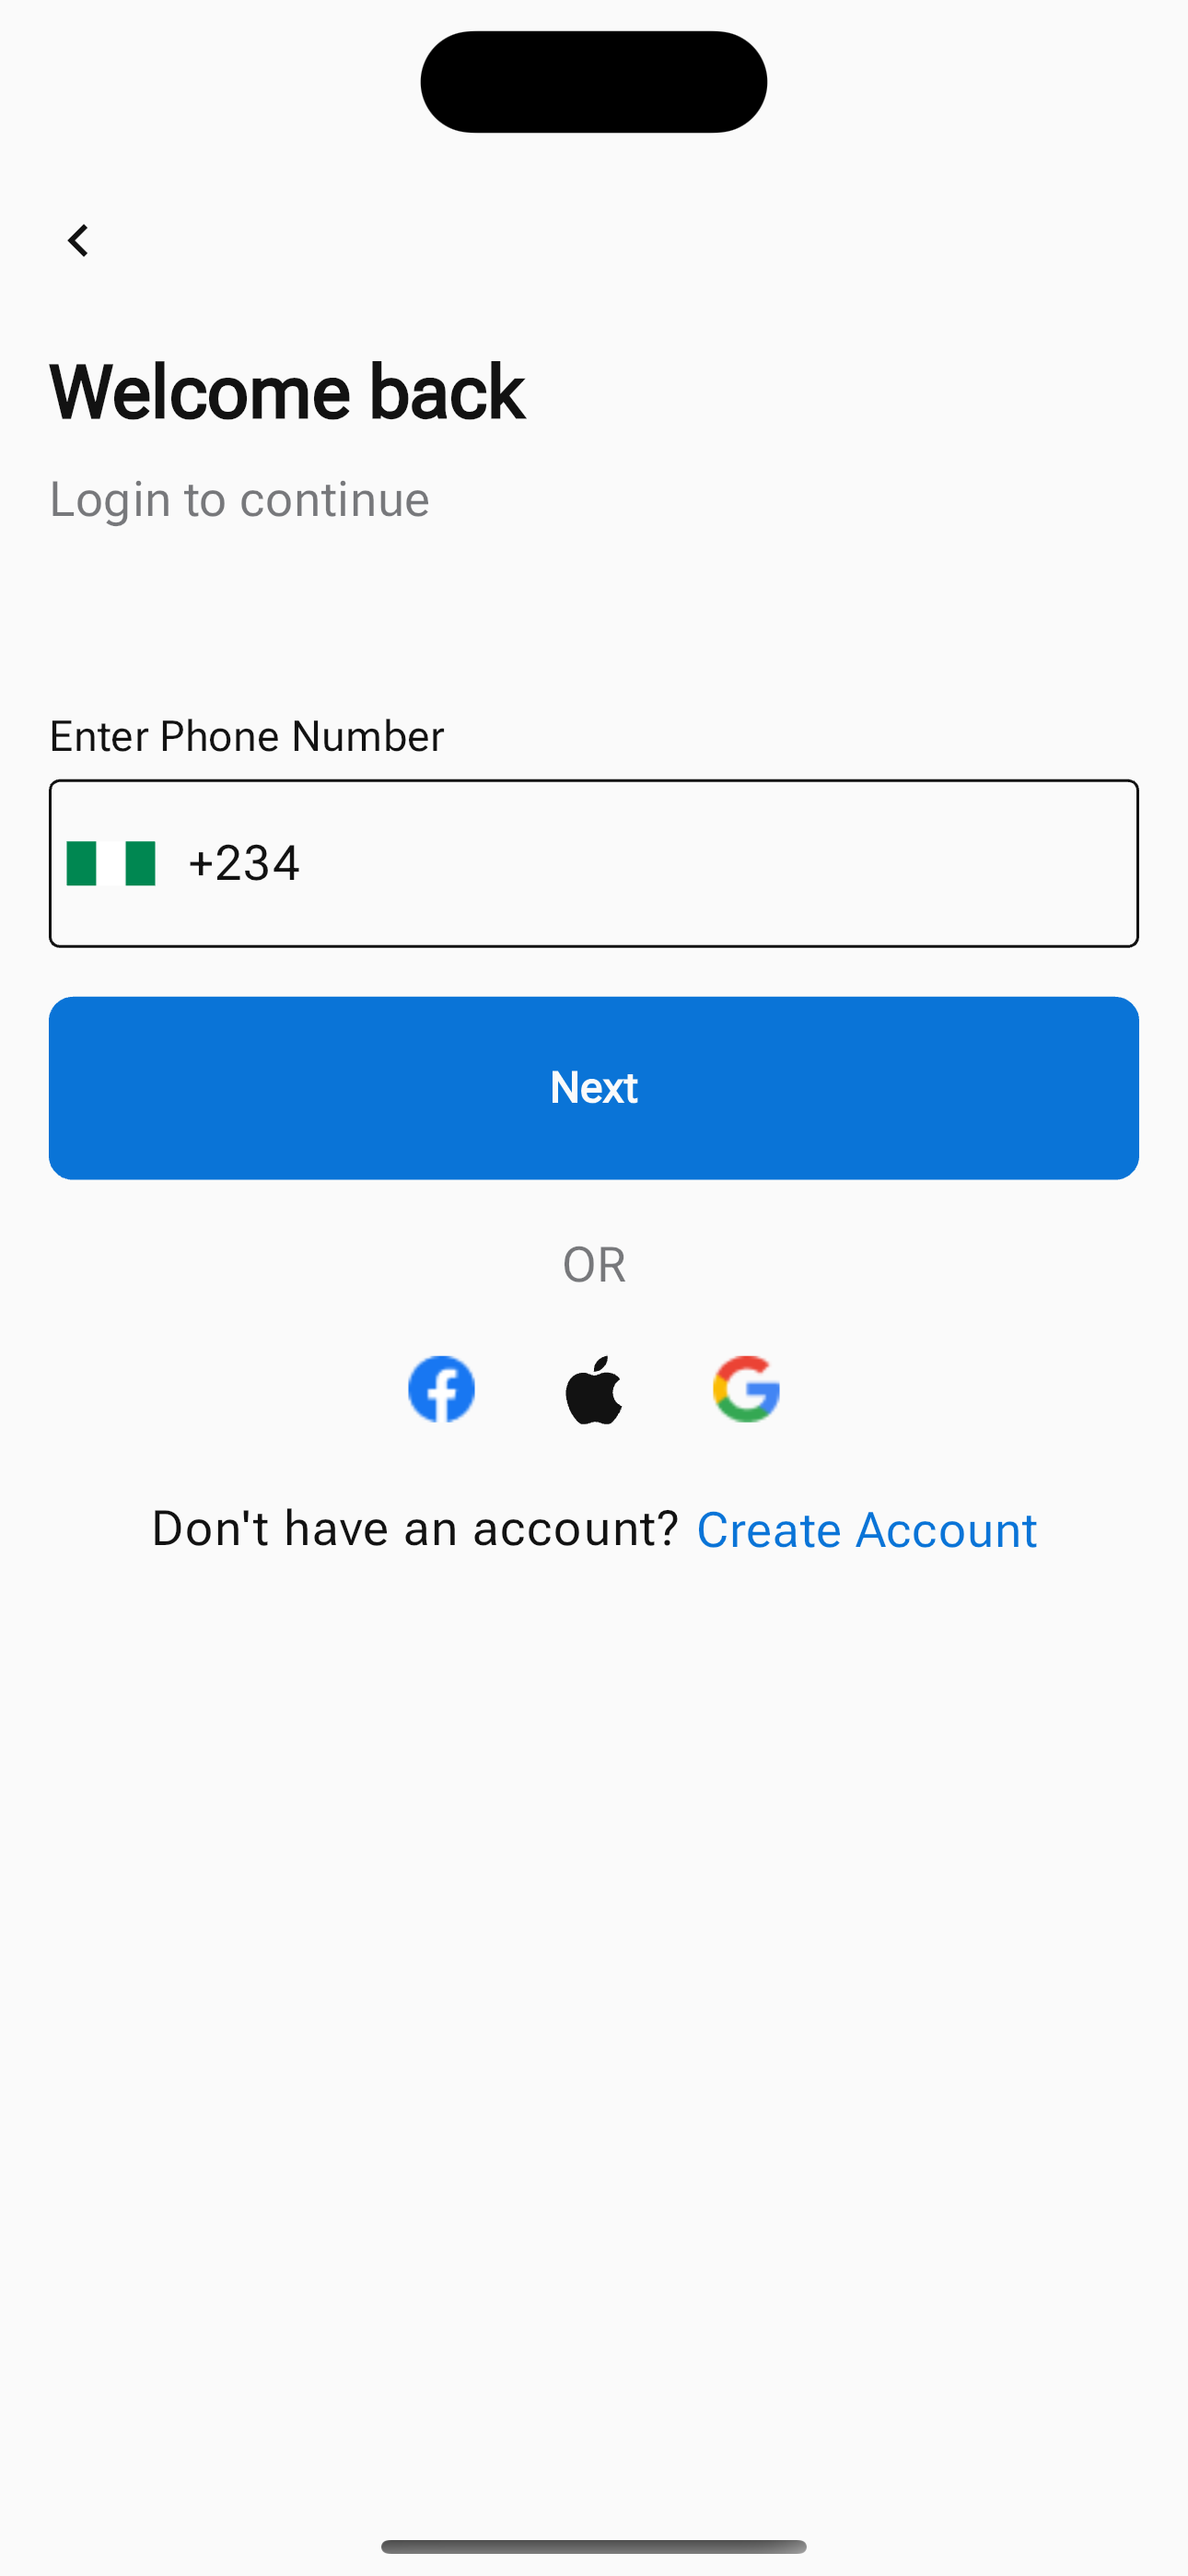 Welcome back
Login to continue
Enter Phone Number
+234
Next
OR
Don't have an account? Create Account